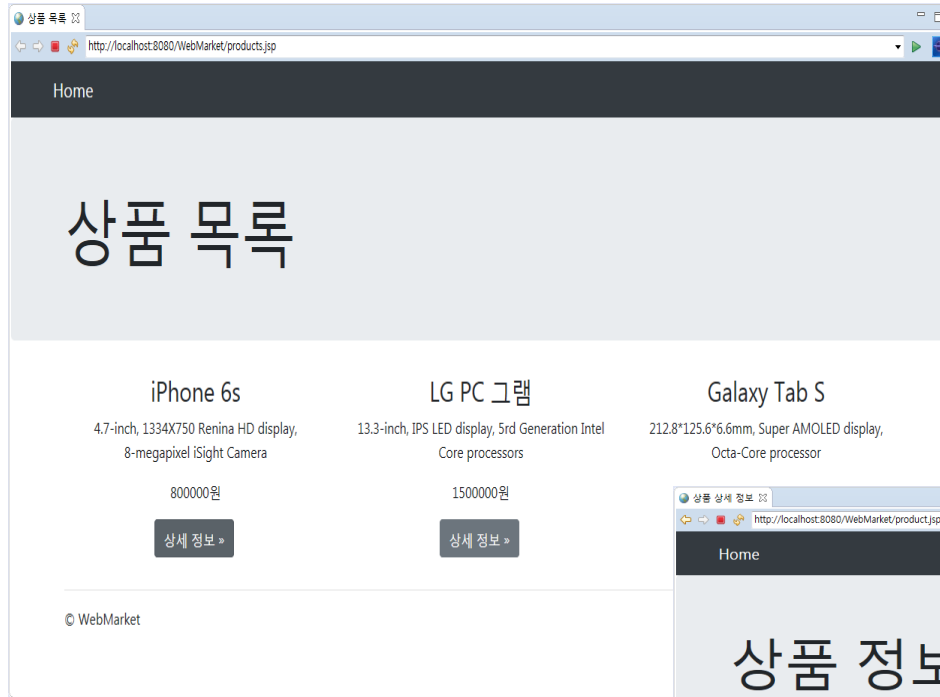 상품 목록
http://localhost:8080/WebMarket/products.jsp
Home
상품 목록
iPhone 6s
4.7-inch, 1334X750 Renina HD display,
8-megapixel iSight Camera
800000원
상세 정보 »
LG PC 그램
13.3-inch, IPS LED display, 5rd Generation Intel
Core processors
1500000원
상세 정보 »
Galaxy Tab S
212.8*125.6*6.6mm, Super AMOLED display,
Octa-Core processor
© WebMarket
상품 상세 정보
http://localhost:8080/WebMarket/product.jsp
Home
상품 정보